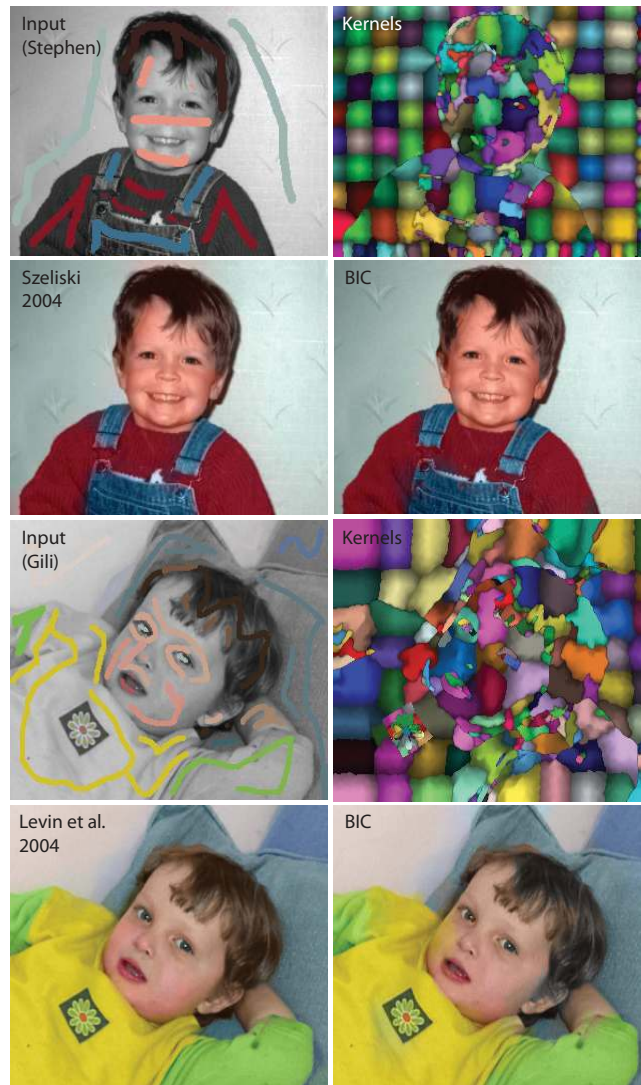 Input
(Stephen)
Kernels
Szeliski
2004
BIC
Input
(Gili)
Kernels
Levin et al.
2004
BIC